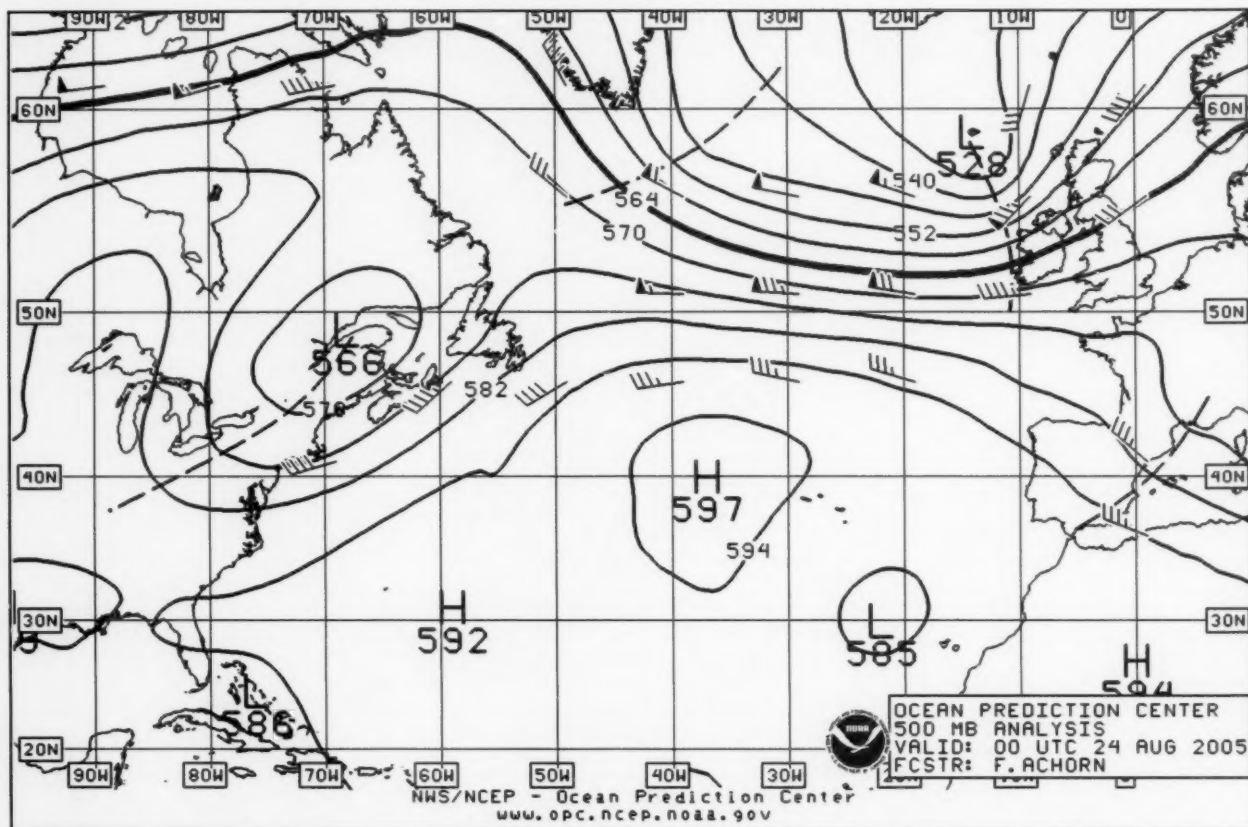 90W 80W 70W 60W 50W 40W 30W 20W 10W 0
60N 60N
L
528
540
564
552
570
50N 50N
L
566
582
576
40N 40N
H
597
594
H
592
30N 30N
L
585
H
594
L
586
20N
OCEAN PREDICTION CENTER
500 MB ANALYSIS
VALID: 00 UTC 24 AUG 2005
FCSTR: F.ACHORN
NOAA
90W 80W 70W 60W 50W 40W 30W
NWS/NCEP - Ocean Prediction Center
www.opc.ncep.noaa.gov